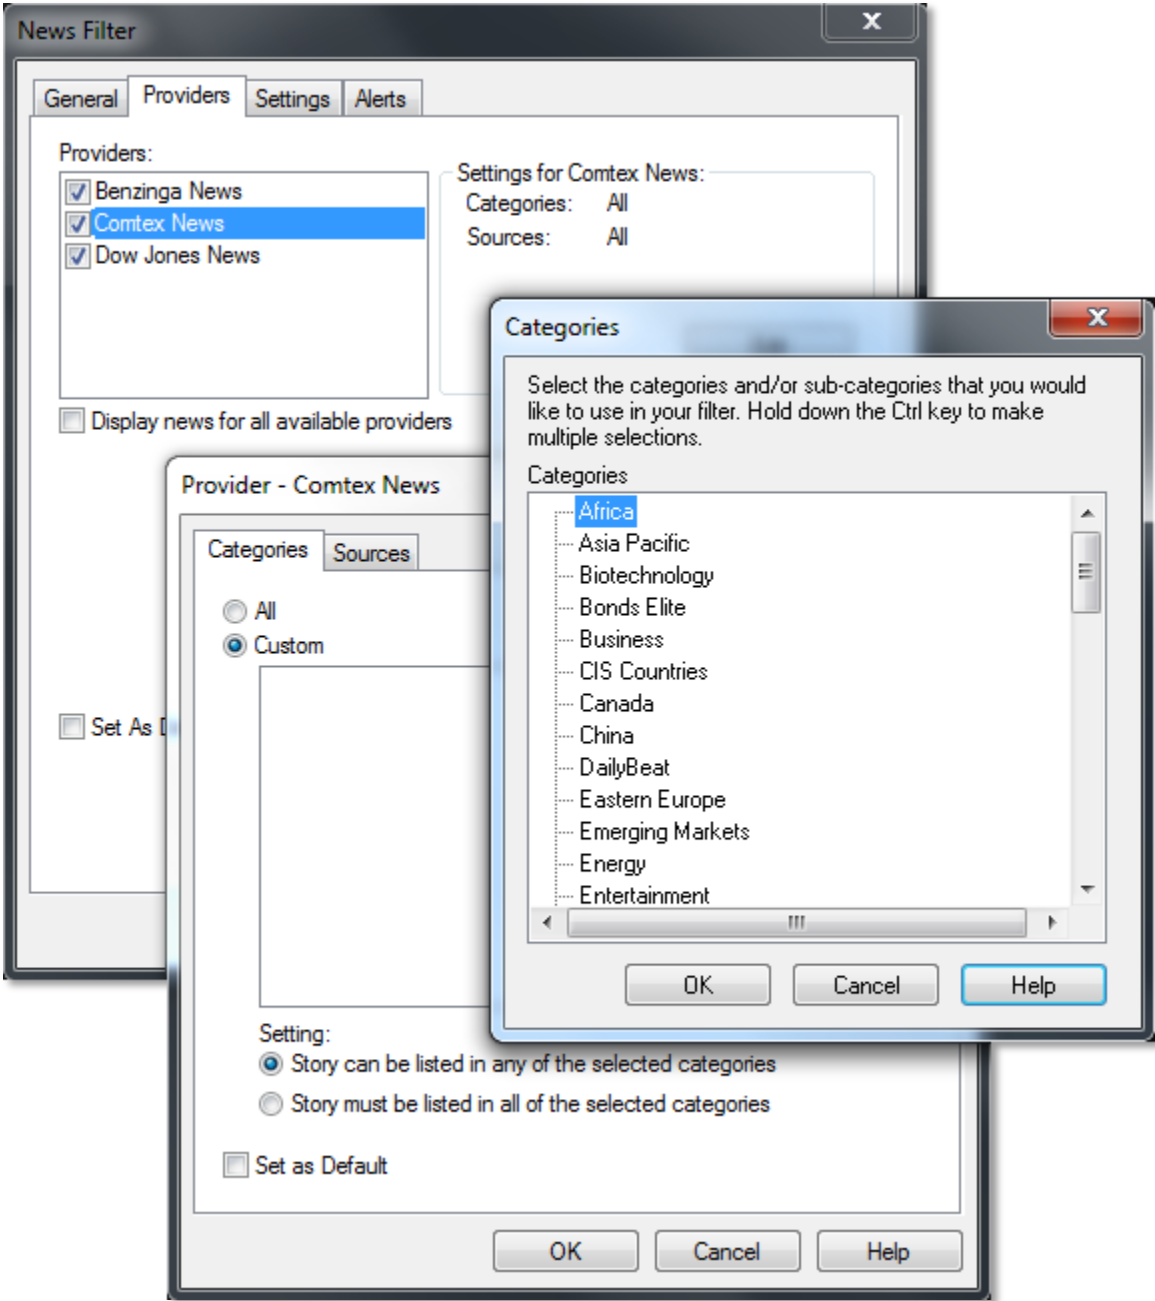 News Filter
General Providers Settings Alerts
Providers:
Benzinga News
Comtex News
Dow Jones News
Settings for Comtex News:
Categories: All
Sources: All
Display news for all available providers
Set As
Provider - Comtex News
Categories Sources
All
Custom
Setting:
Story can be listed in any of the selected categories
Story must be listed in all of the selected categories
Set as Default
OK Cancel Help
Categories
Select the categories and/or sub-categories that you would
like to use in your filter. Hold down the Ctrl key to make
multiple selections.
Categories
Africa
Asia Pacific
Biotechnology
Bonds Elite
Business
CIS Countries
Canada
China
DailyBeat
Eastern Europe
Emerging Markets
Energy
Entertainment
OK Cancel Help